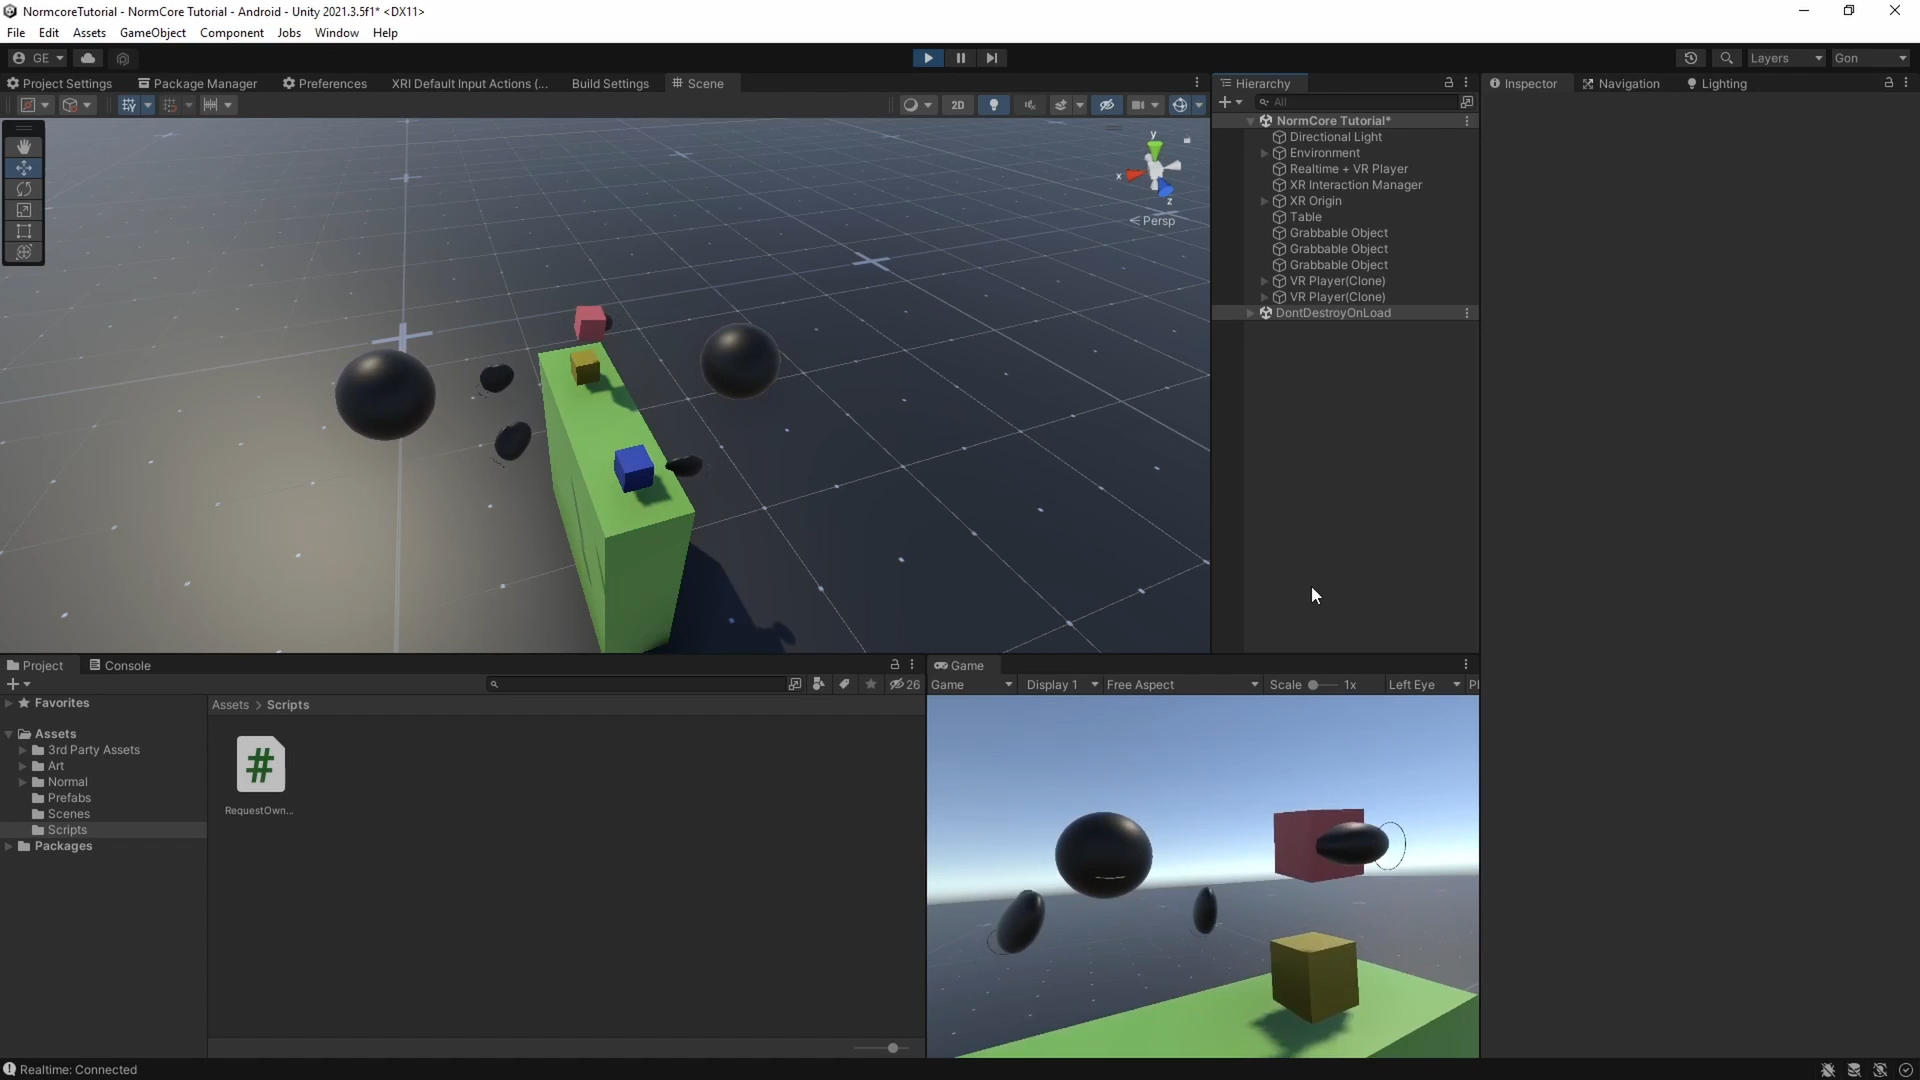 NormcoreTutorial - NormCore Tutorial - Android - Unity 2021.3.5f1* <DX11>
File Edit Assets GameObject Component Jobs Window Help
GE Layers Gon
Project Settings Package Manager Preferences XRI Default Input Actions (... Build Settings Scene
2D
y
x
z
Persp
Hierarchy
All
NormCore Tutorial*
Directional Light
Environment
Realtime + VR Player
XR Interaction Manager
XR Origin
Table
Grabbable Object
Grabbable Object
Grabbable Object
VR Player(Clone)
VR Player(Clone)
DontDestroyOnLoad
Inspector Navigation Lighting
Project Console
26
Favorites
Assets
3rd Party Assets
Art
Normal
Prefabs
Scenes
Scripts
Packages
Assets > Scripts
#
RequestOwn...
Game
Game Display 1 Free Aspect Scale 1x Left Eye Pl
Realtime: Connected